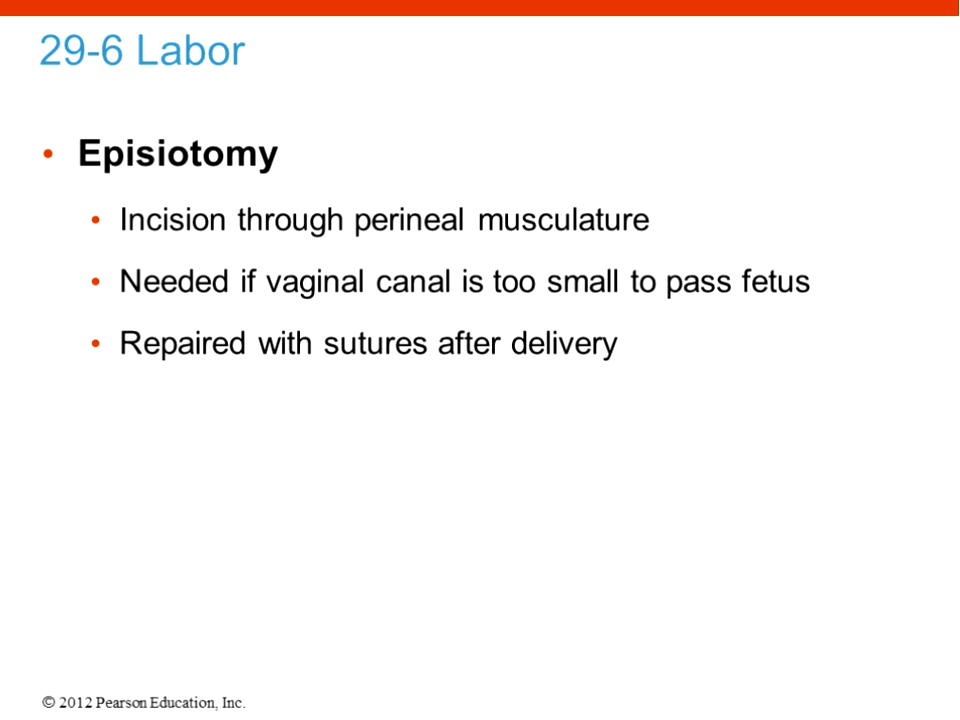 29-6 Labor
• Episiotomy
• Incision through perineal musculature
• Needed if vaginal canal is too small to pass fetus
• Repaired with sutures after delivery
© 2012 Pearson Education, Inc.